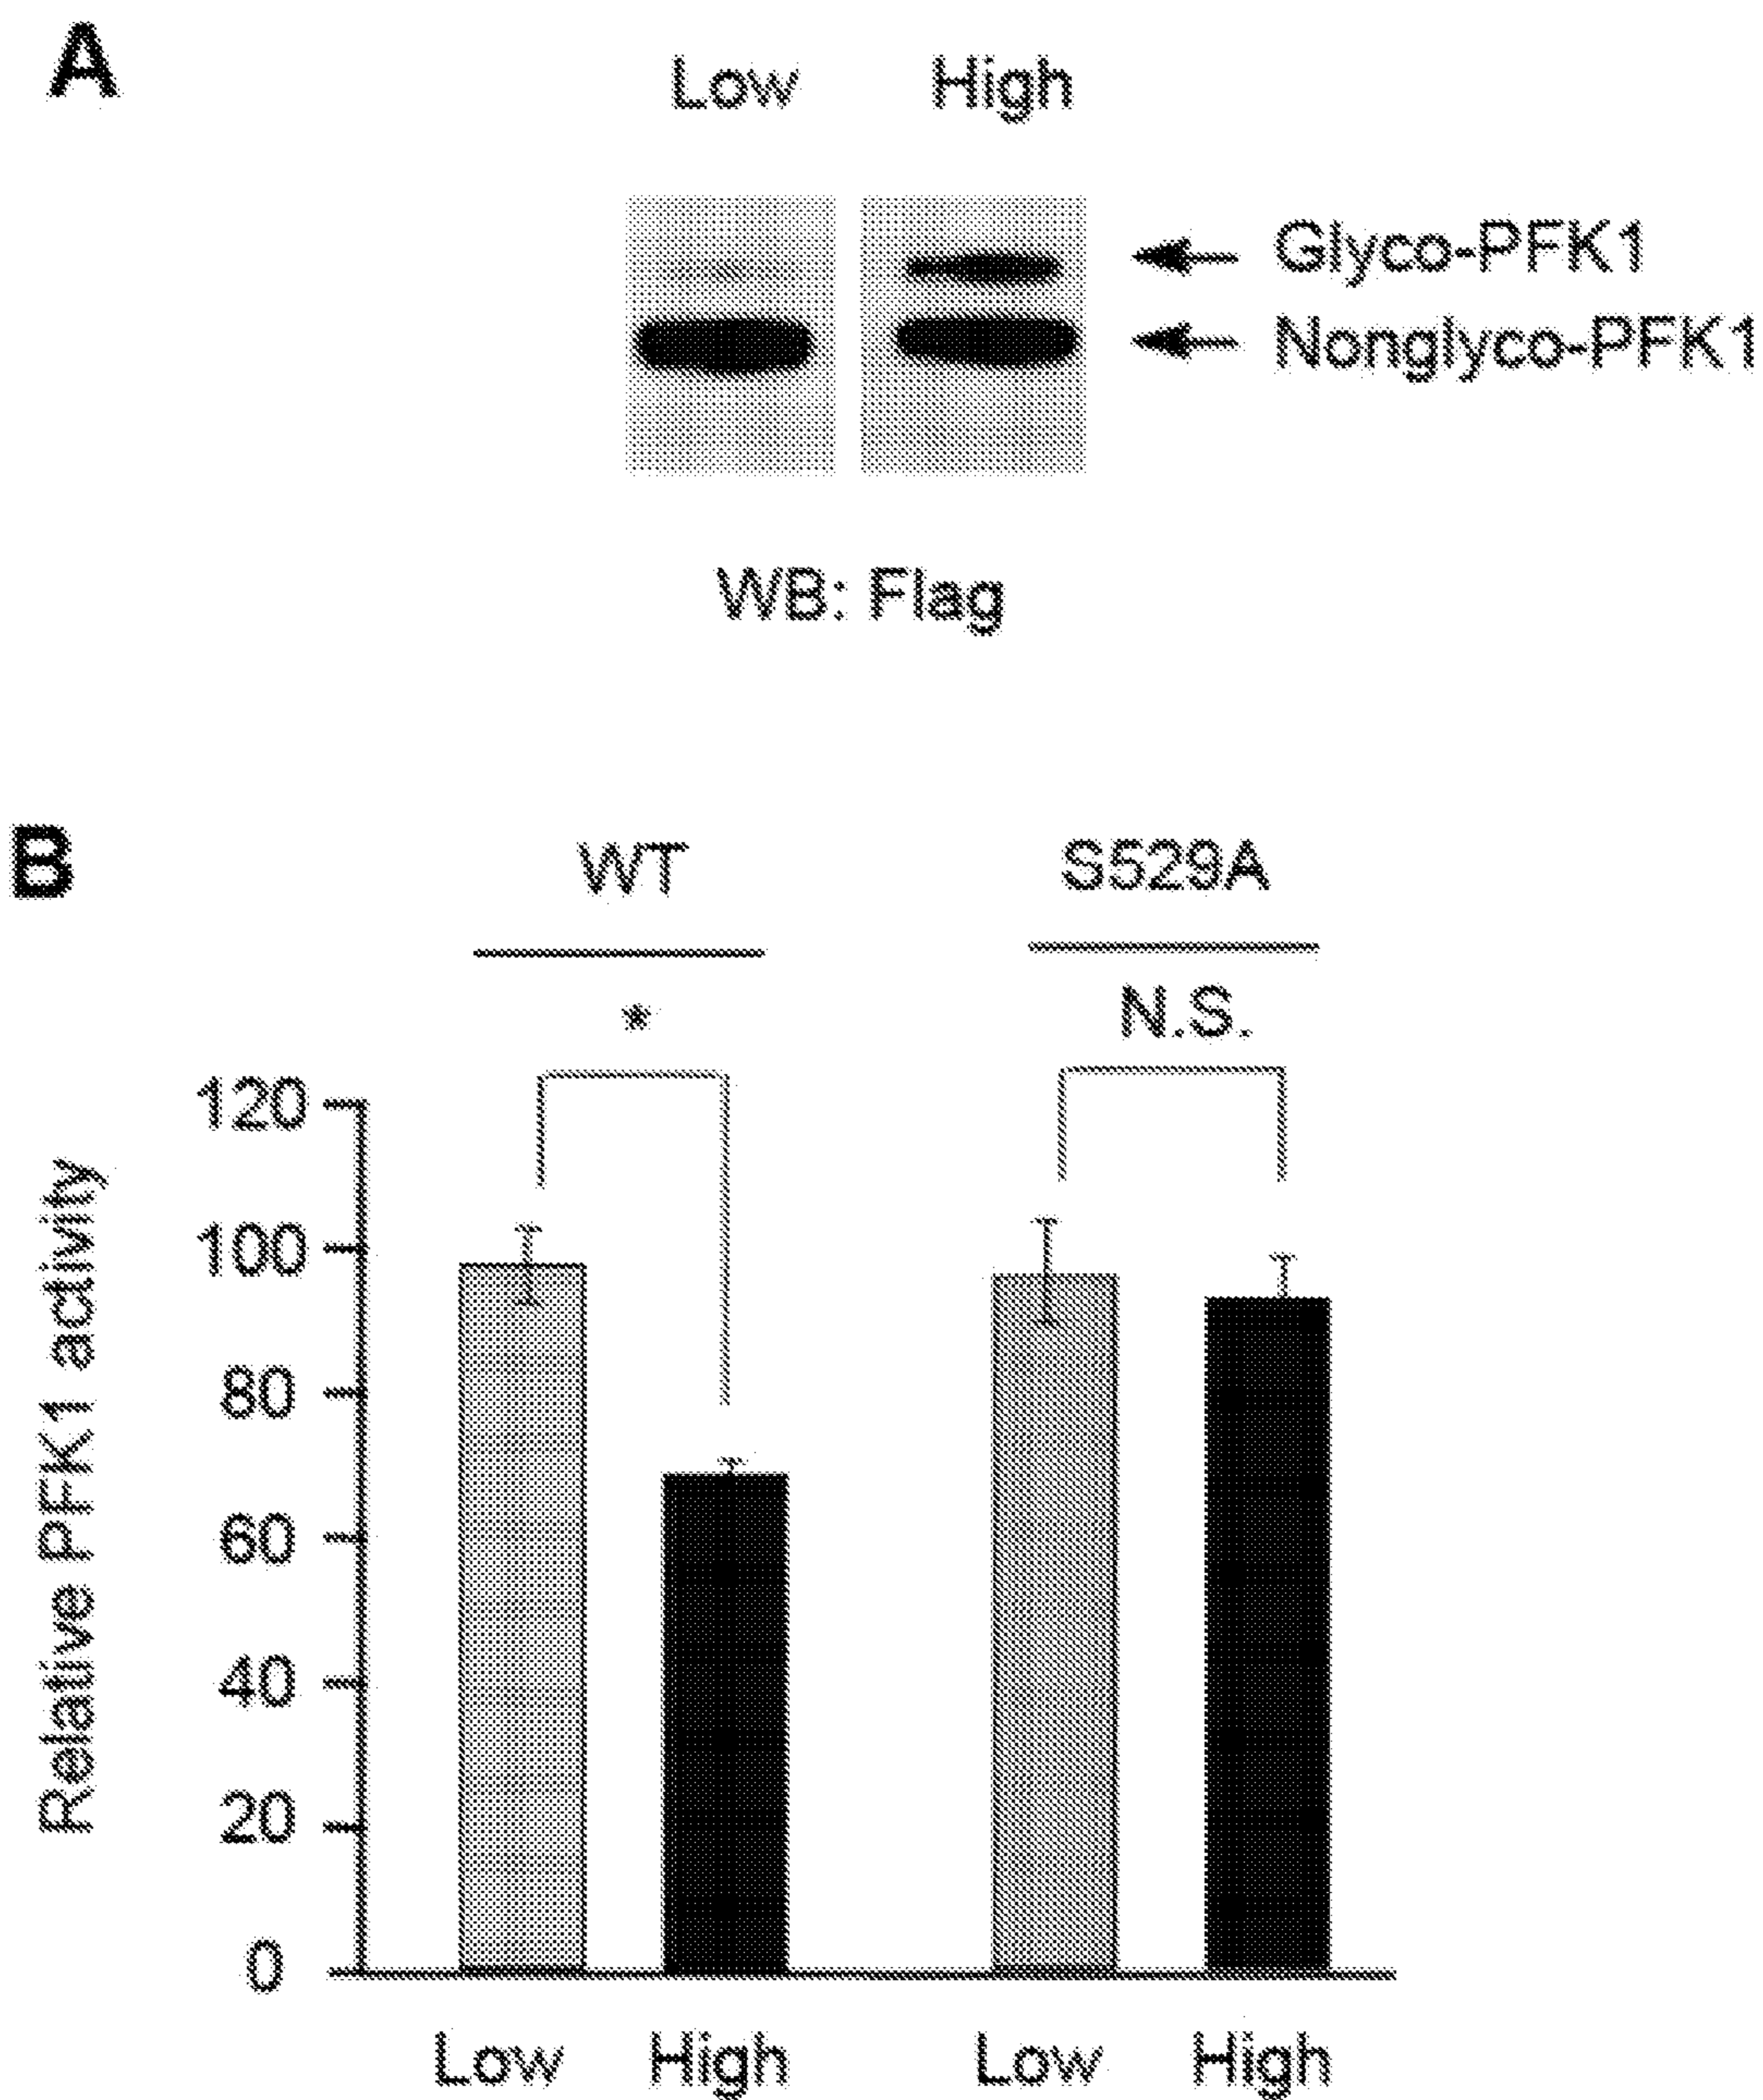 A
Low High
Glyco-PFK1
Nonglyco-PFK1
WB: Flag
B
WT S529A
* N.S.
Relative PFK1 activity
120
100
80
60
40
20
0
Low High Low High